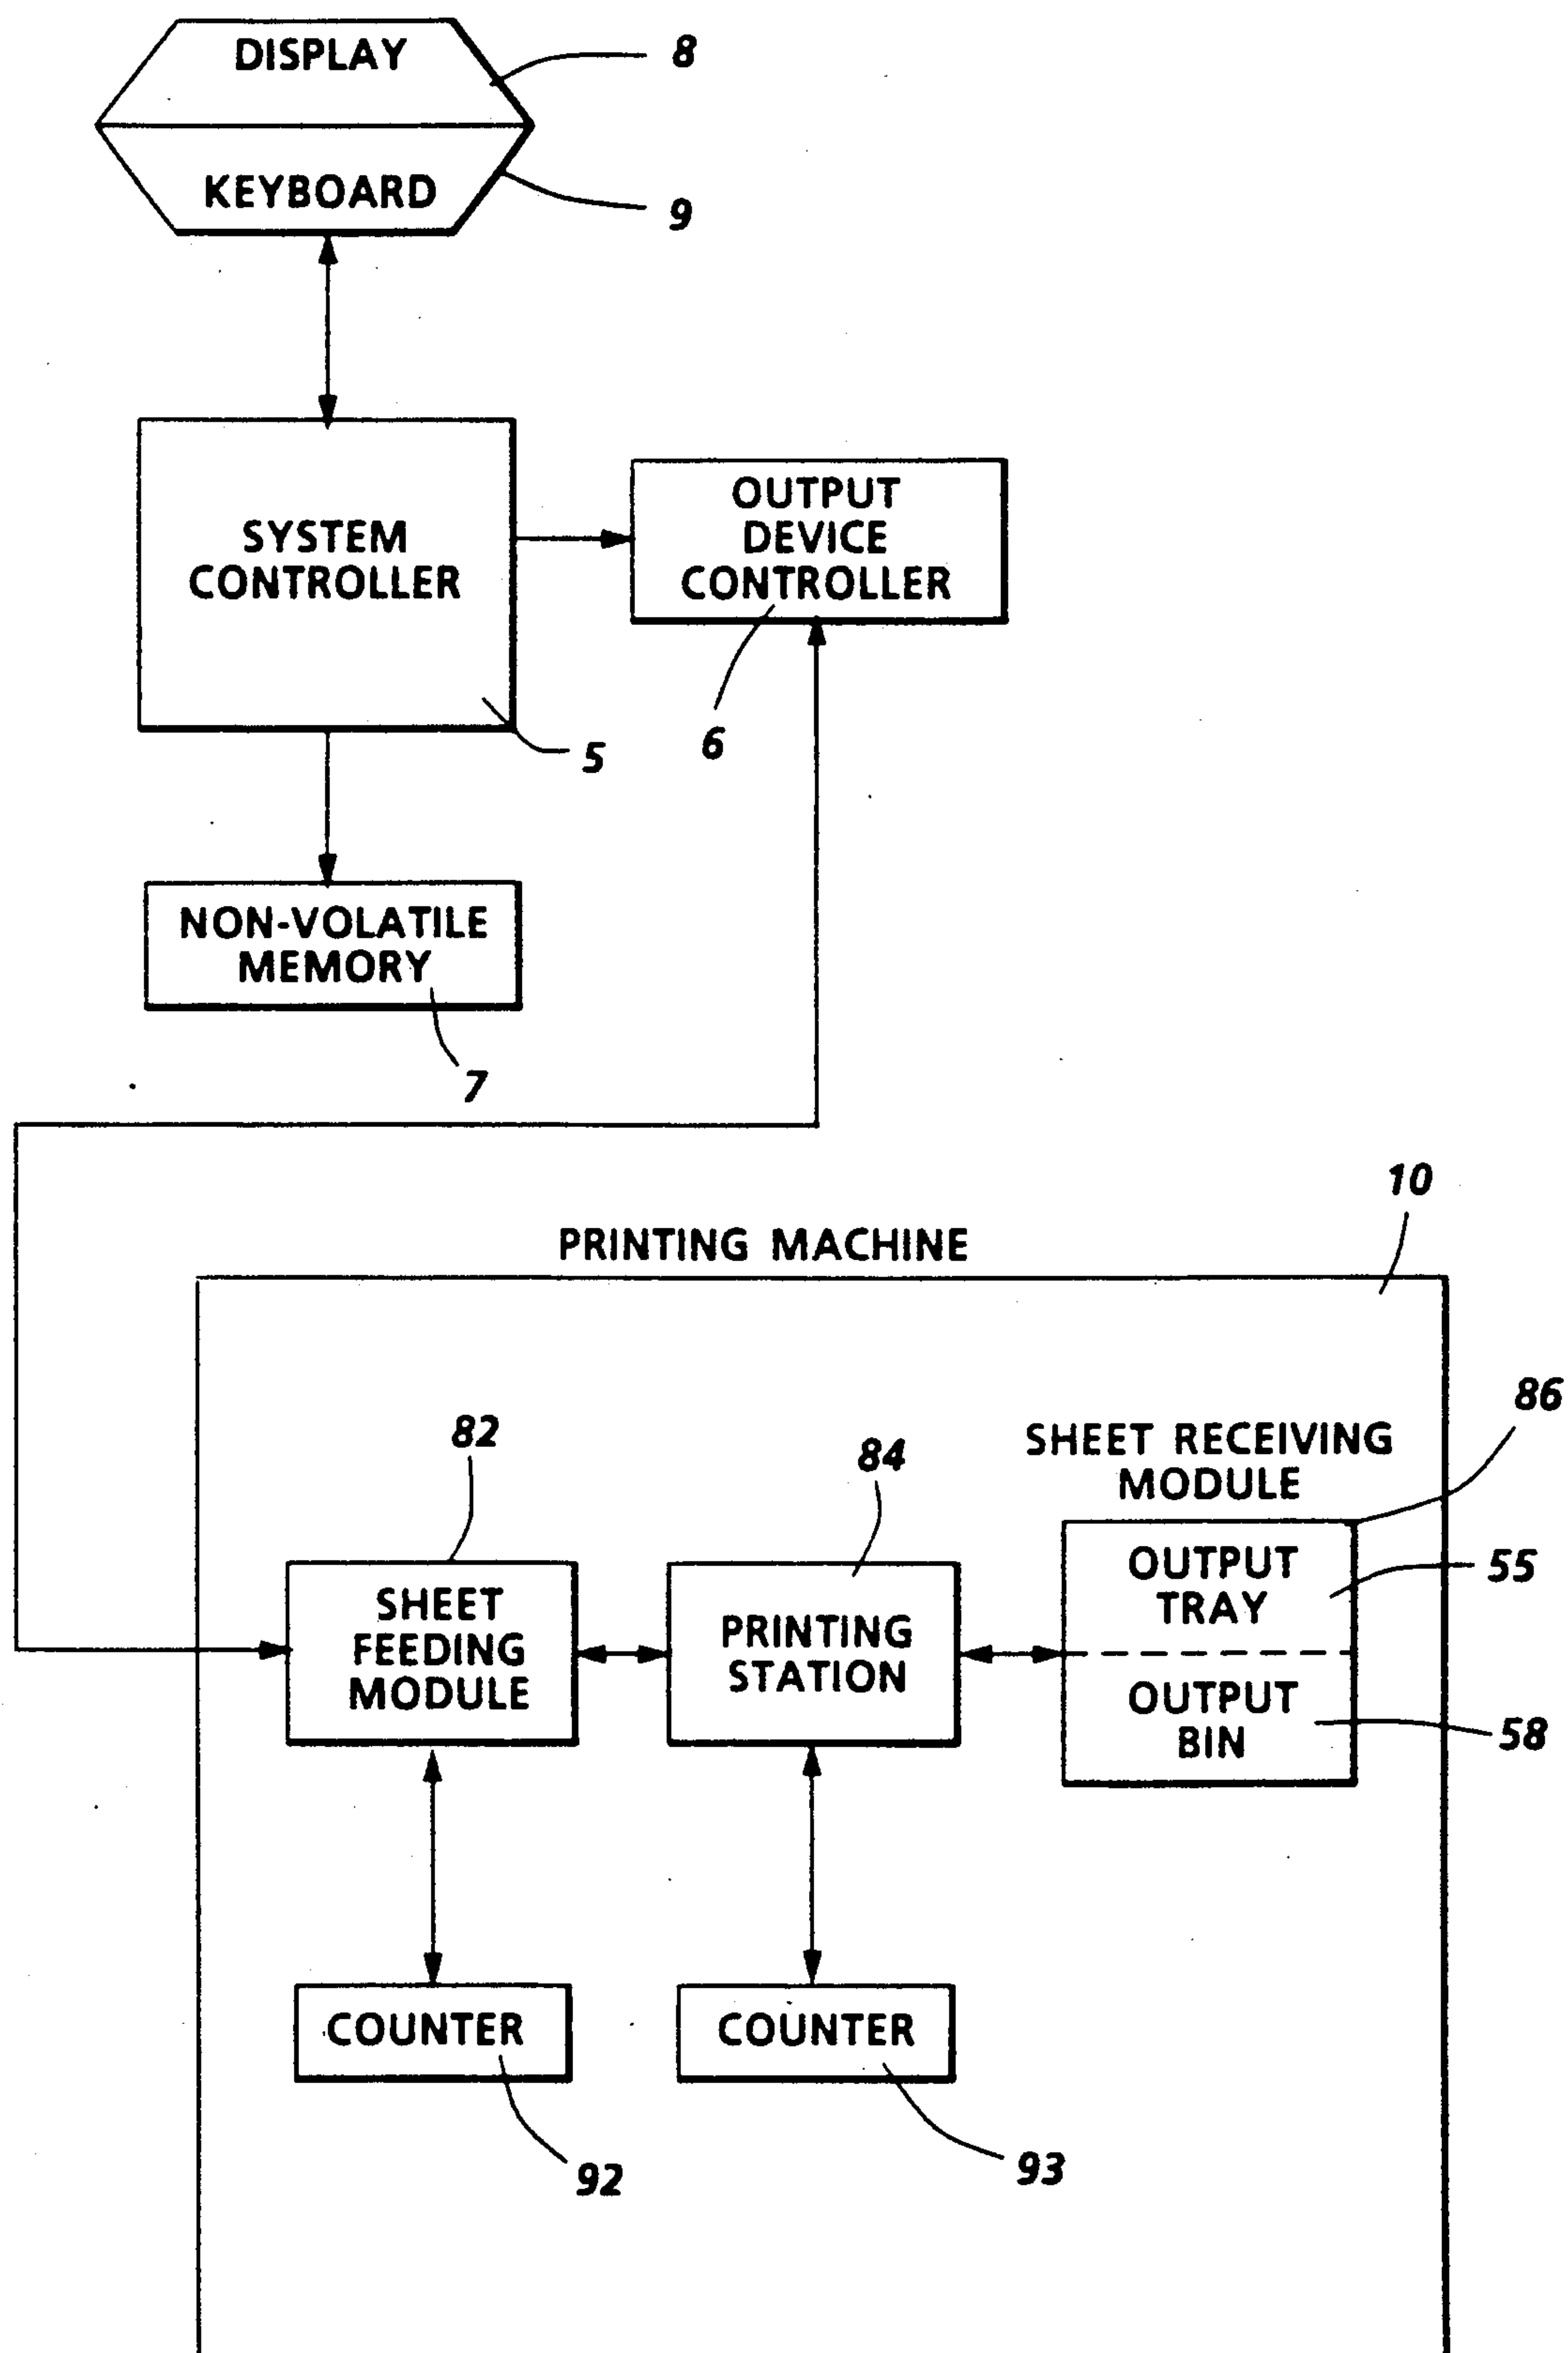 DISPLAY
8
KEYBOARD
9
SYSTEM
CONTROLLER
5
OUTPUT
DEVICE
CONTROLLER
6
NON-VOLATILE
MEMORY
7
10
PRINTING MACHINE
86
SHEET RECEIVING
MODULE
82
84
SHEET
FEEDING
MODULE
PRINTING
STATION
OUTPUT
TRAY
55
OUTPUT
BIN
58
COUNTER
92
COUNTER
93